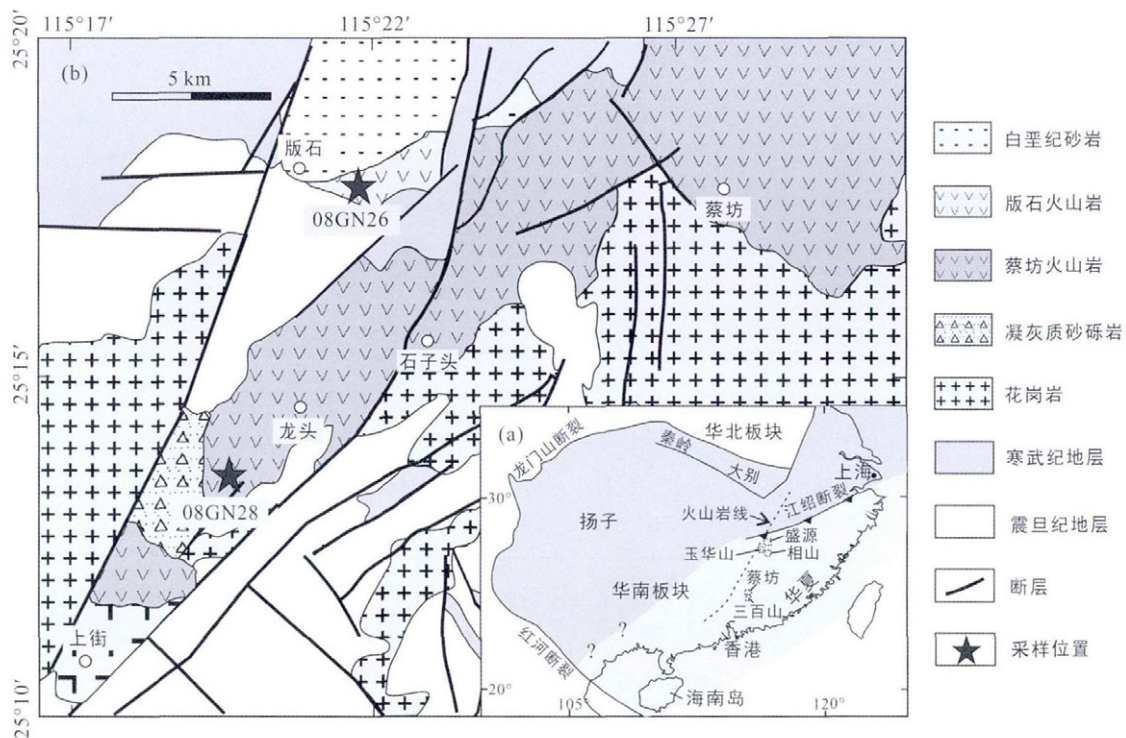 115°17′
115°22′
115°27′
25°20′
(b)
5 km
版石
08GN26
蔡坊
石子头
25°15′
龙头
08GN28
上街
25°10′
(a)
龙门山断裂
秦岭
大别
华北板块
上海
30°
扬子
火山岩线
江绍断裂
盛源
玉华山
相山
华南板块
蔡坊
华夏
三百山
?
?
香港
红河断裂
海南岛
20°
105°
120°
白垩纪砂岩
版石火山岩
蔡坊火山岩
凝灰质砂砾岩
花岗岩
寒武纪地层
震旦纪地层
断层
采样位置